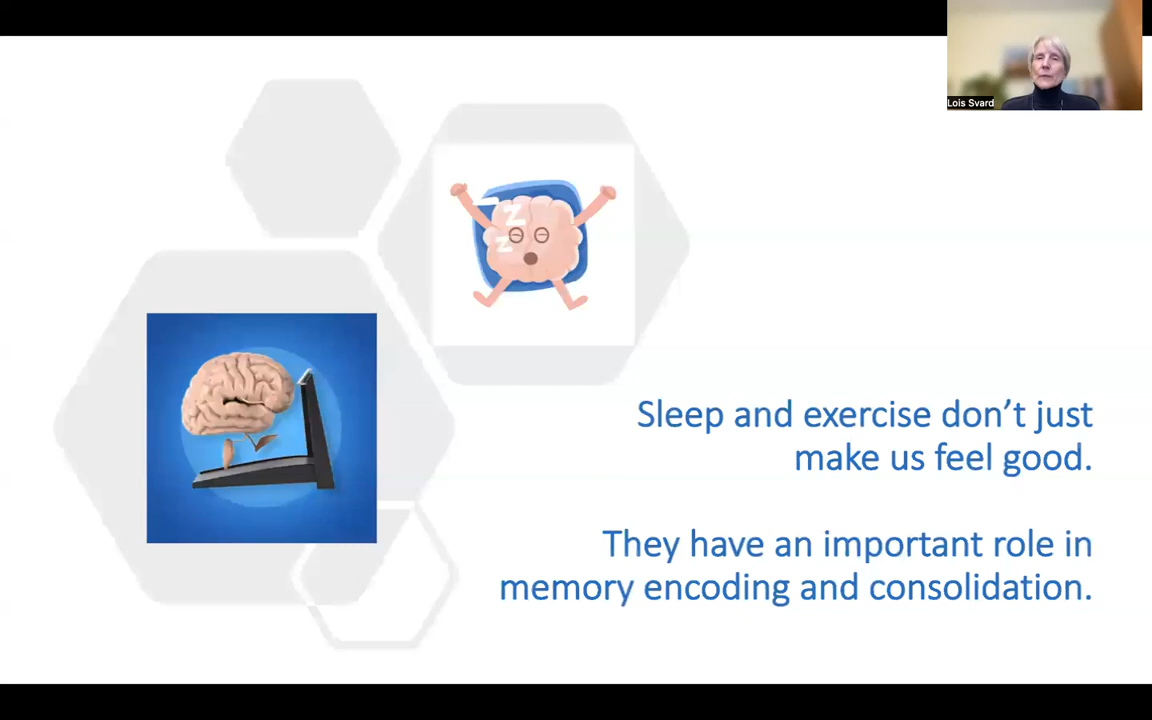 Lois Svard
Z
Z
Sleep and exercise don't just
make us feel good.
They have an important role in
memory encoding and consolidation.